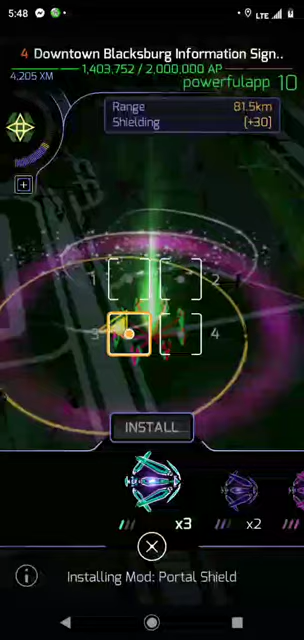 5:48
LTE
4 Downtown Blacksburg Information Sign..
1,403,752 / 2,000,000 AP
4,205 XM
powerfulapp 10
Range 81.5km
Shielding [+30]
1 2
3 4
INSTALL
x3 x2
Installing Mod: Portal Shield